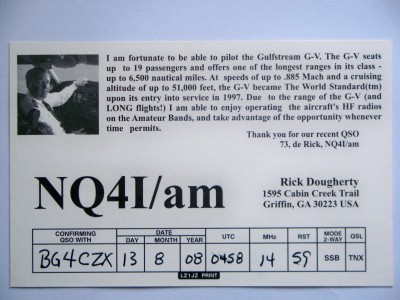 I am fortunate to be able to pilot the Gulfstream G-V. The G-V seats
up to 19 passengers and offers one of the longest ranges in its class -
up to 6,500 nautical miles. At speeds of up to .885 Mach and a cruising
altitude of up to 51,000 feet, the G-V became The World Standard(tm)
upon its entry into service in 1997. Due to the range of the G-V (and
LONG flights!) I am able to enjoy operating the aircraft's HF radios
on the Amateur Bands, and take advantage of the opportunity whenever
time permits.
Thank you for our recent QSO
73, de Rick, NQ4I/am
NQ4I/am
Rick Dougherty
1595 Cabin Creek Trail
Griffin, GA 30223 USA
CONFIRMING QSO WITH DATE DAY MONTH YEAR UTC MHz RST MODE 2-WAY QSL
BG4CZX 13 8 08 0458 14 59 SSB TNX
LZ1JZ PRINT